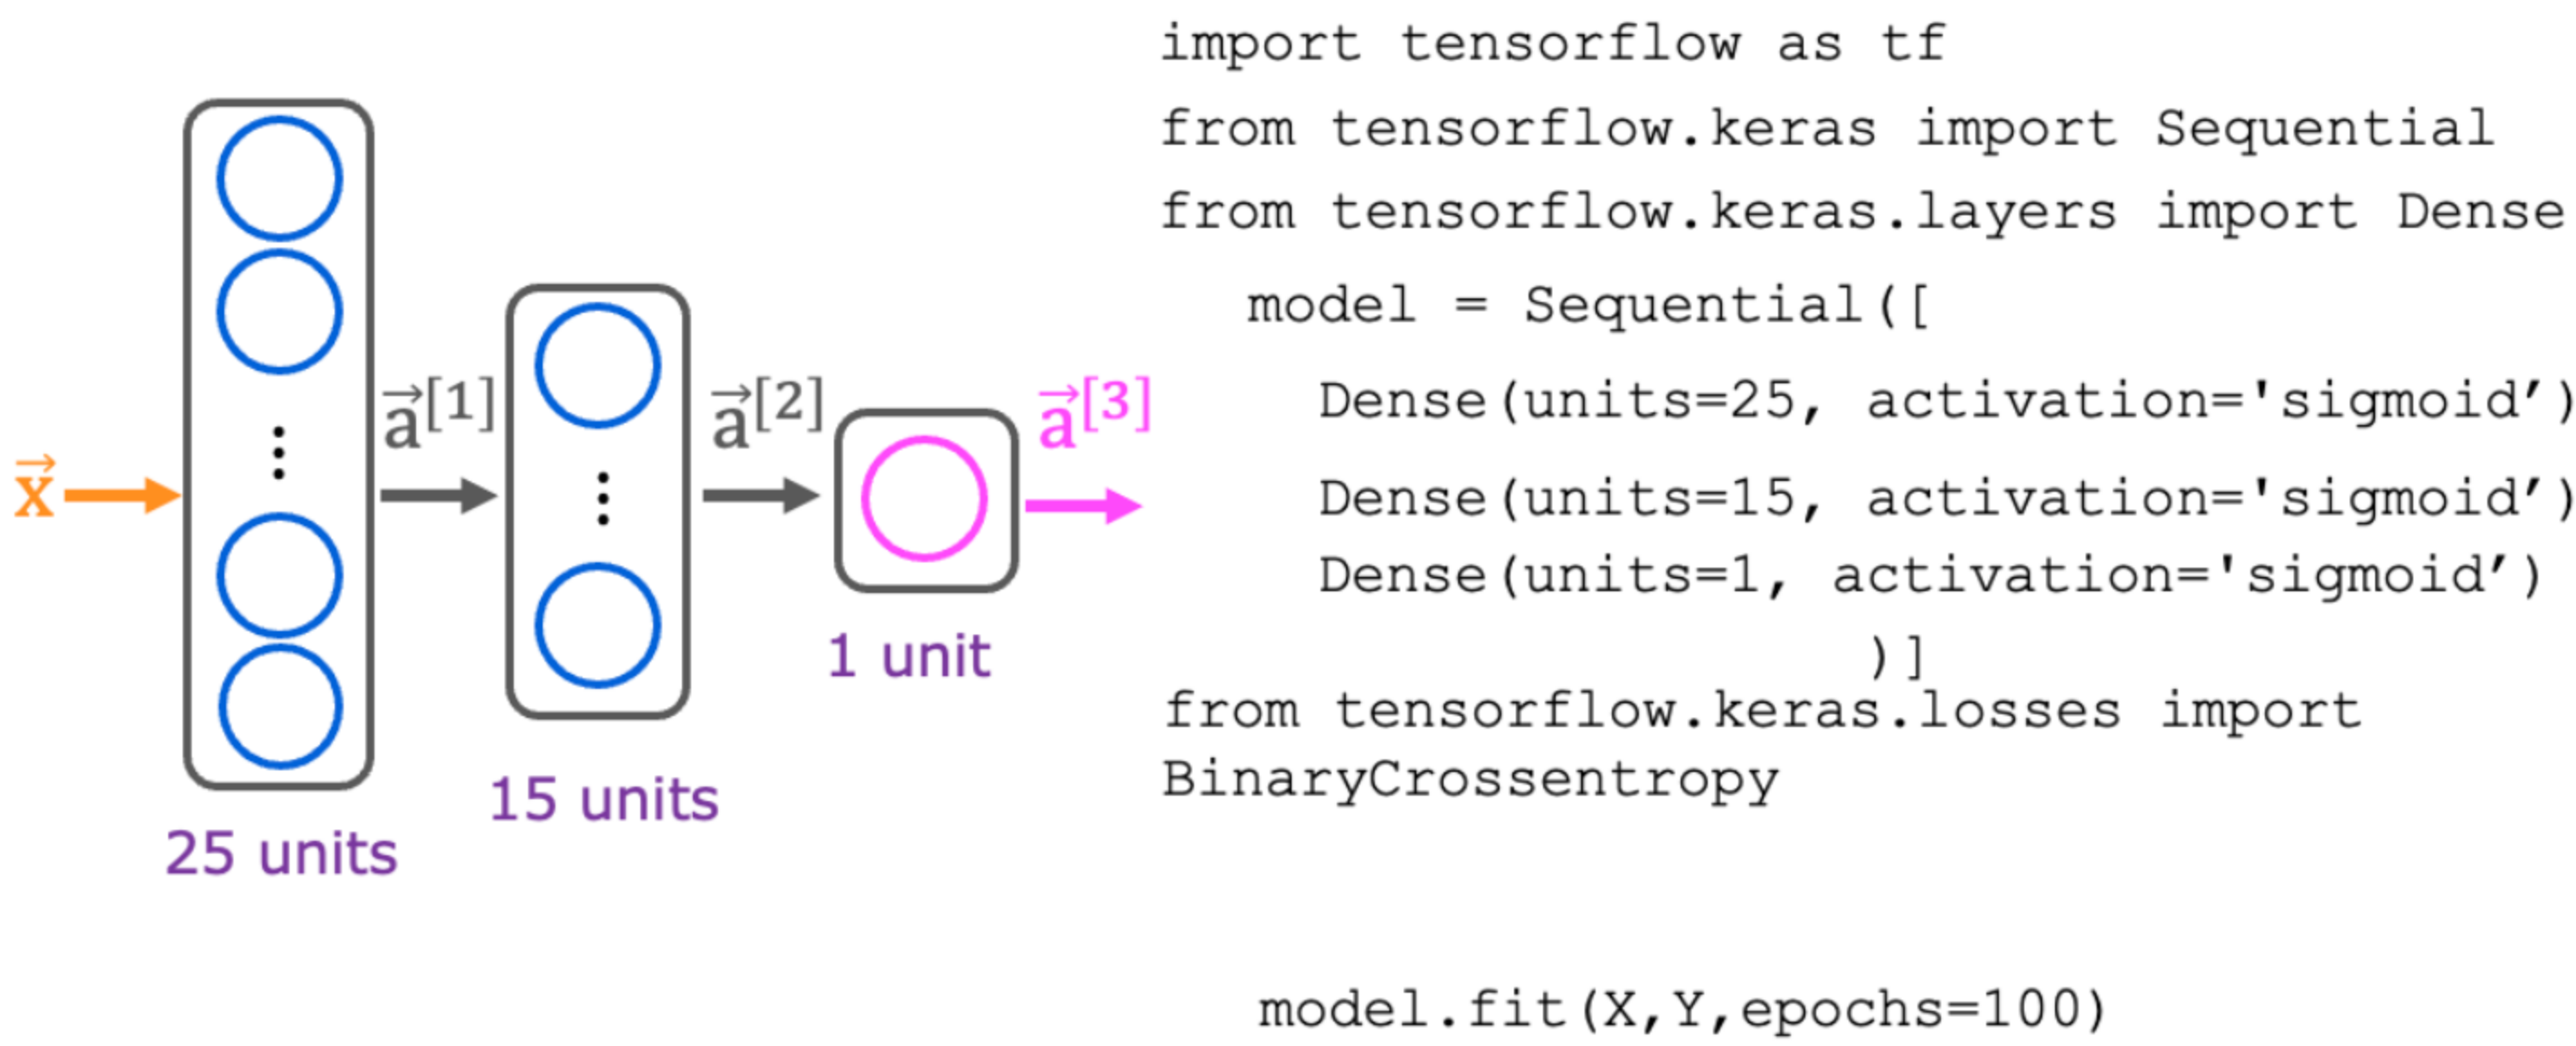 x⃗
a⃗[1]
a⃗[2]
a⃗[3]
25 units
15 units
1 unit
import tensorflow as tf
from tensorflow.keras import Sequential
from tensorflow.keras.layers import Dense
model = Sequential([
Dense(units=25, activation='sigmoid’)
Dense(units=15, activation='sigmoid’)
Dense(units=1, activation='sigmoid’)
)]
from tensorflow.keras.losses import
BinaryCrossentropy
model.fit(X,Y,epochs=100)